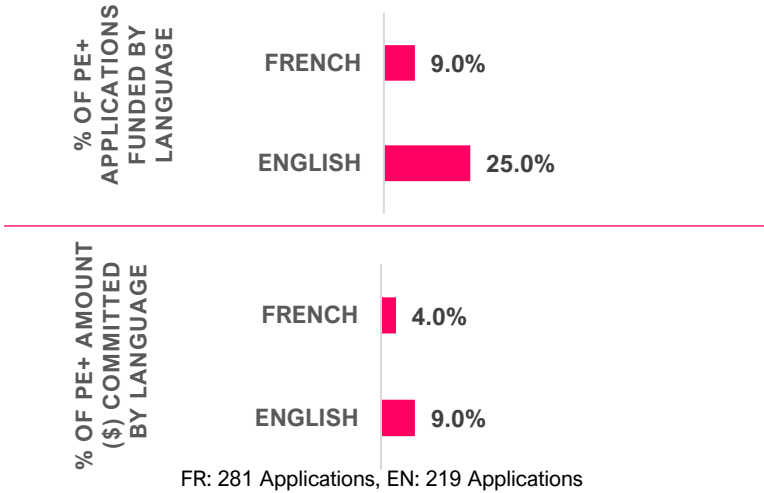 % OF PE+
APPLICATIONS
FUNDED BY
LANGUAGE
FRENCH 9.0%
ENGLISH 25.0%
% OF PE+ AMOUNT
($) COMMITTED
BY LANGUAGE
FRENCH 4.0%
ENGLISH 9.0%
FR: 281 Applications, EN: 219 Applications